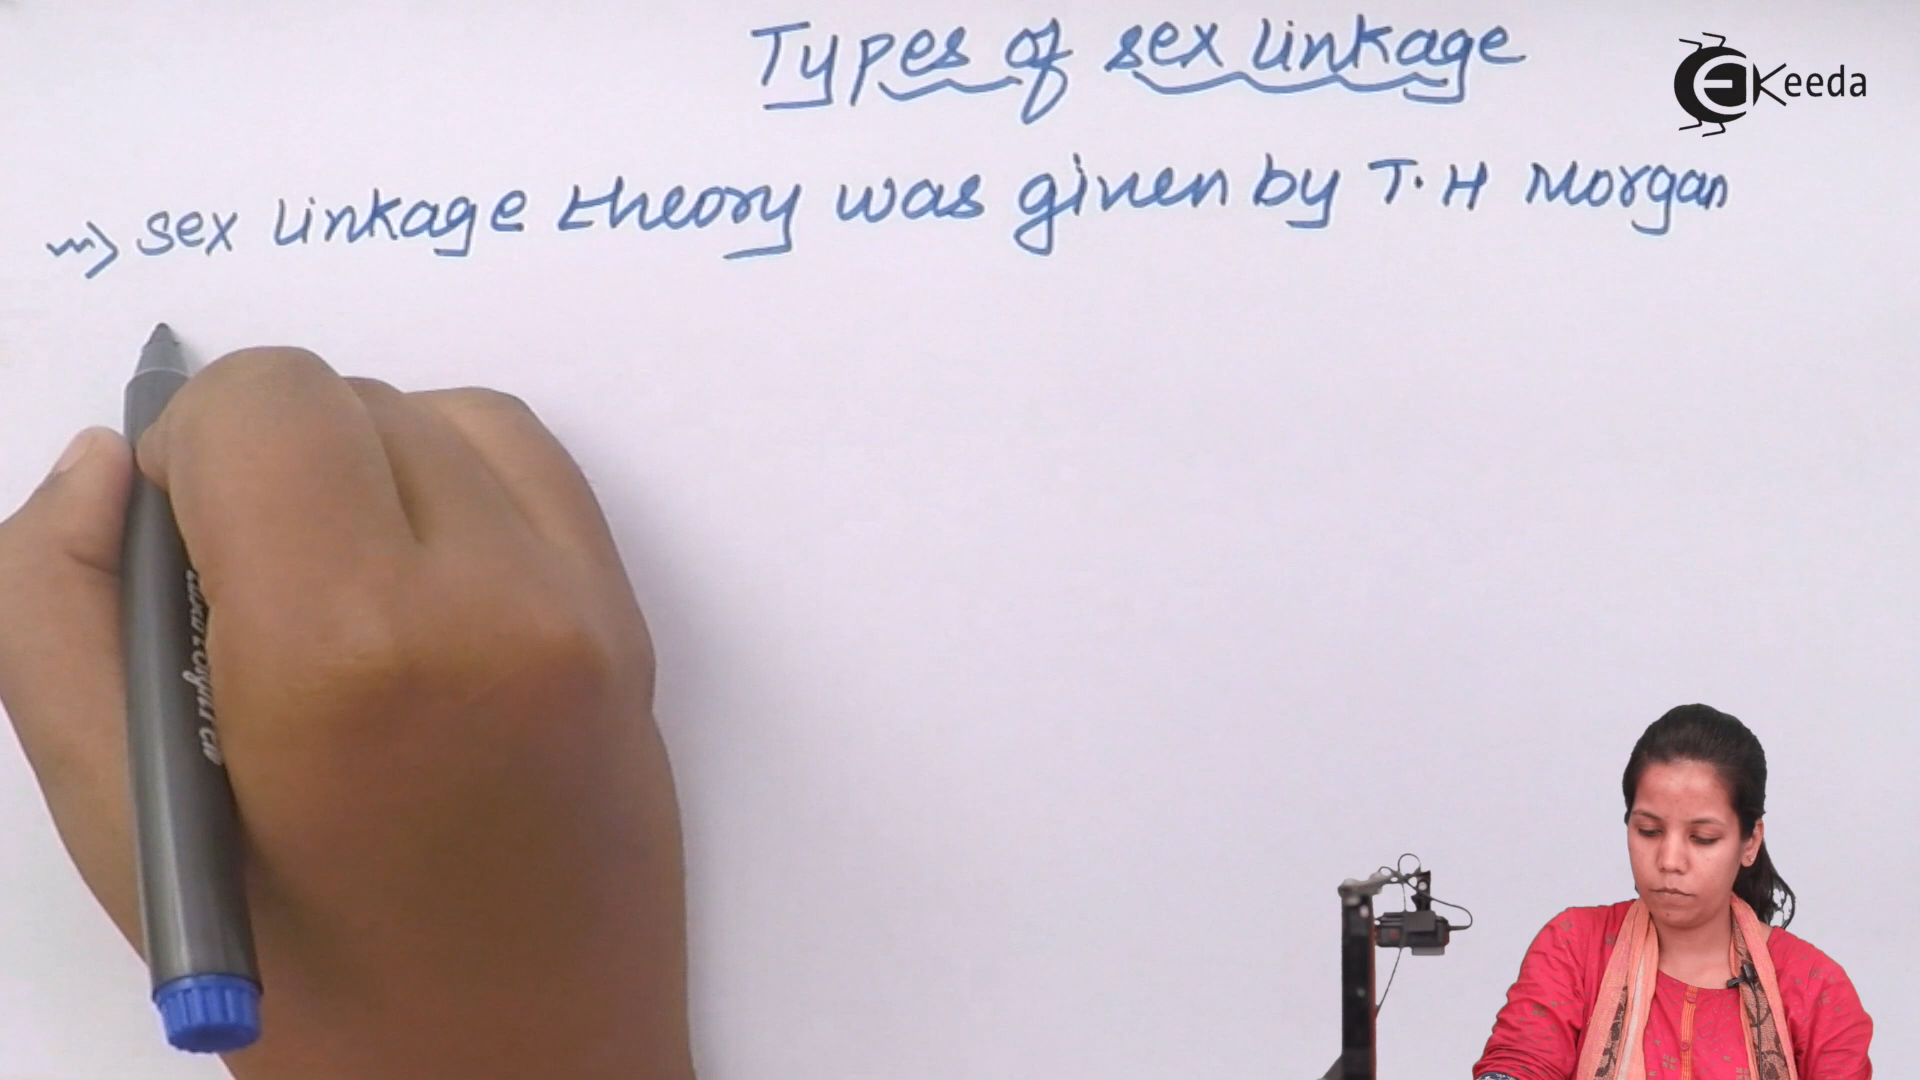 Types of sex linkage
Keeda
⇝ sex linkage theory was given by T.H Morgan